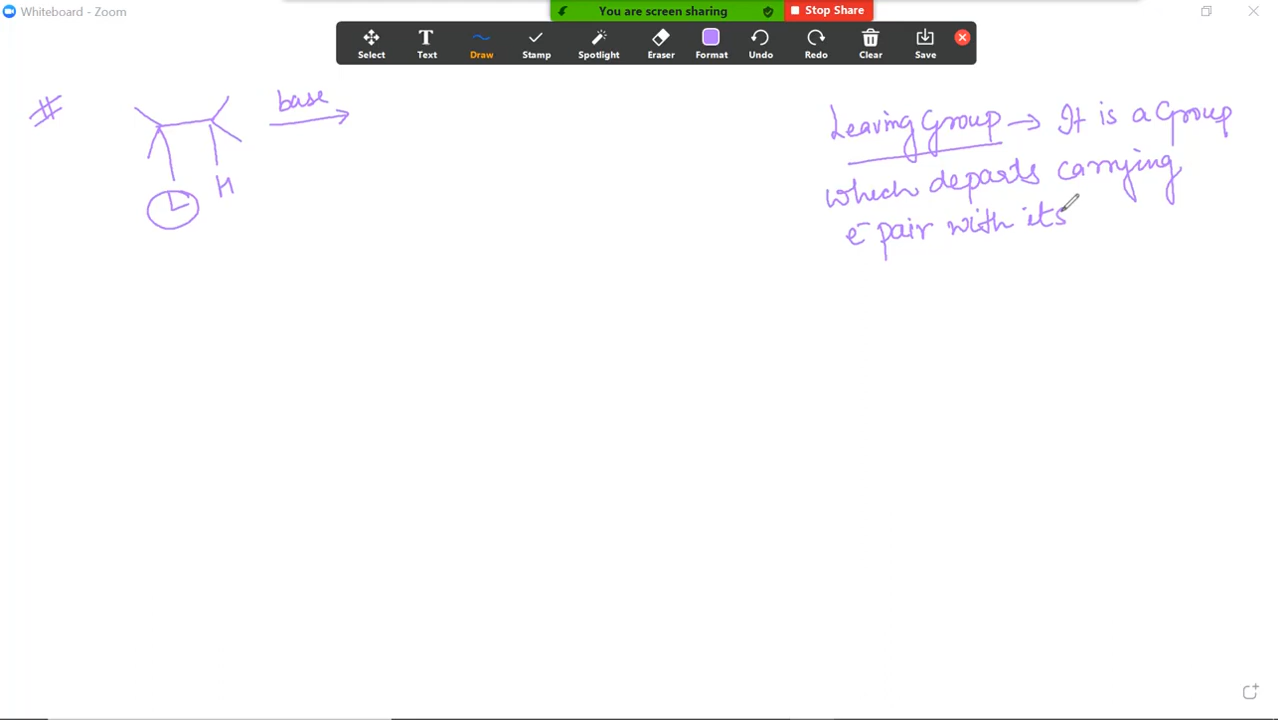 Whiteboard - Zoom
You are screen sharing
Stop Share
Select Text Draw Stamp Spotlight Eraser Format Undo Redo Clear Save
# base
H
L
Leaving Group → It is a Group
which departs carrying
e⁻ pair with its